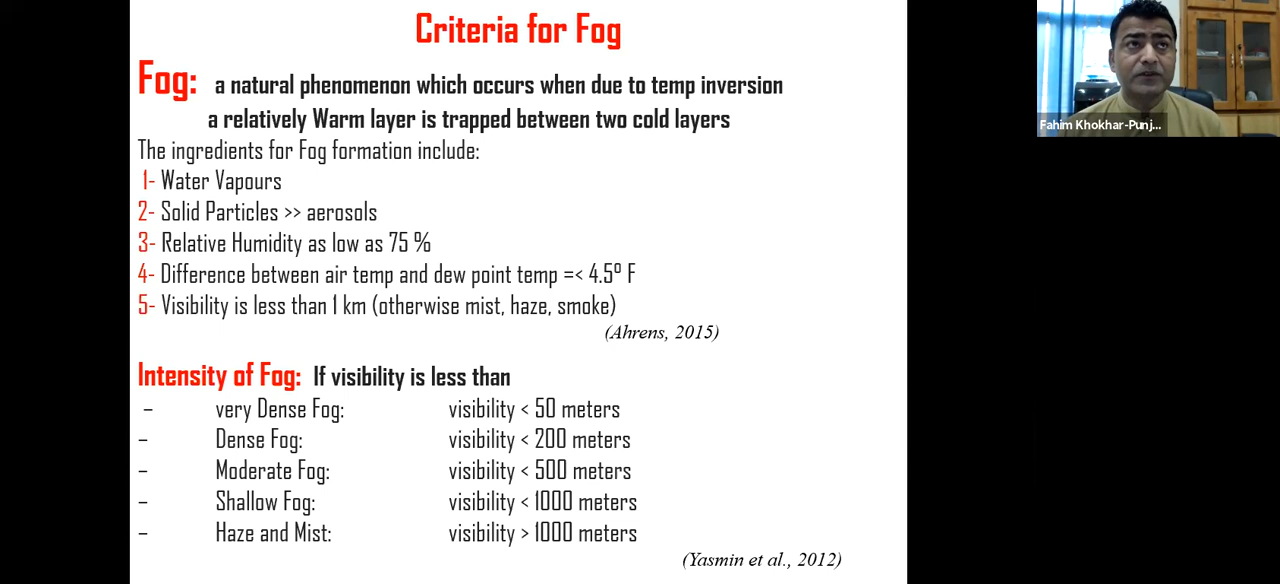 Criteria for Fog
Fog: a natural phenomenon which occurs when due to temp inversion
a relatively Warm layer is trapped between two cold layers
The ingredients for Fog formation include:
1- Water Vapours
2- Solid Particles >> aerosols
3- Relative Humidity as low as 75 %
4- Difference between air temp and dew point temp =< 4.5º F
5- Visibility is less than 1 km (otherwise mist, haze, smoke)
(Ahrens, 2015)
Intensity of Fog: If visibility is less than
– very Dense Fog: visibility < 50 meters
– Dense Fog: visibility < 200 meters
– Moderate Fog: visibility < 500 meters
– Shallow Fog: visibility < 1000 meters
– Haze and Mist: visibility > 1000 meters
(Yasmin et al., 2012)
Fahim Khokhar-Punj...